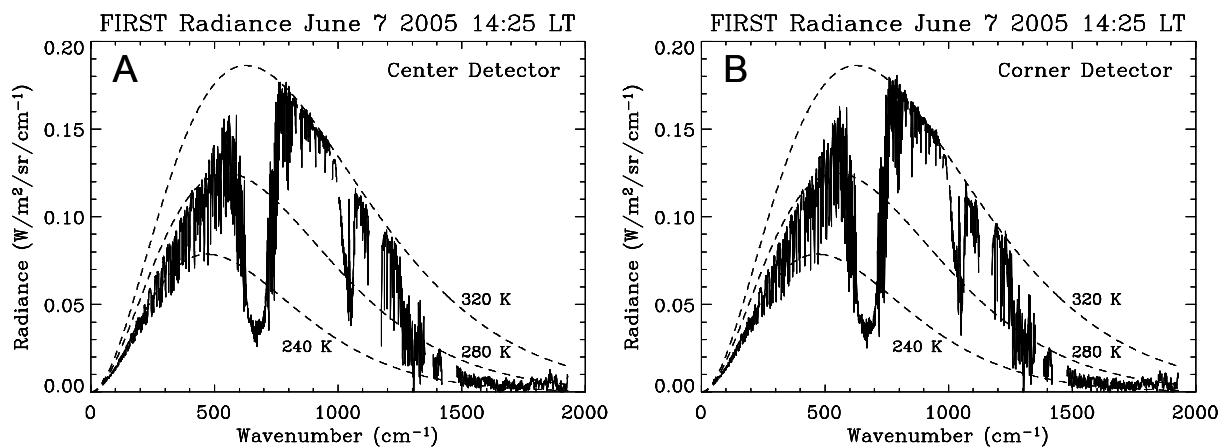 FIRST Radiance June 7 2005 14:25 LT
A
Center Detector
0.20
0.15
0.10
0.05
0.00
Radiance (W/m²/sr/cm⁻¹)
320 K
280 K
240 K
0 500 1000 1500 2000
Wavenumber (cm⁻¹)
FIRST Radiance June 7 2005 14:25 LT
B
Corner Detector
0.20
0.15
0.10
0.05
0.00
Radiance (W/m²/sr/cm⁻¹)
320 K
280 K
240 K
0 500 1000 1500 2000
Wavenumber (cm⁻¹)